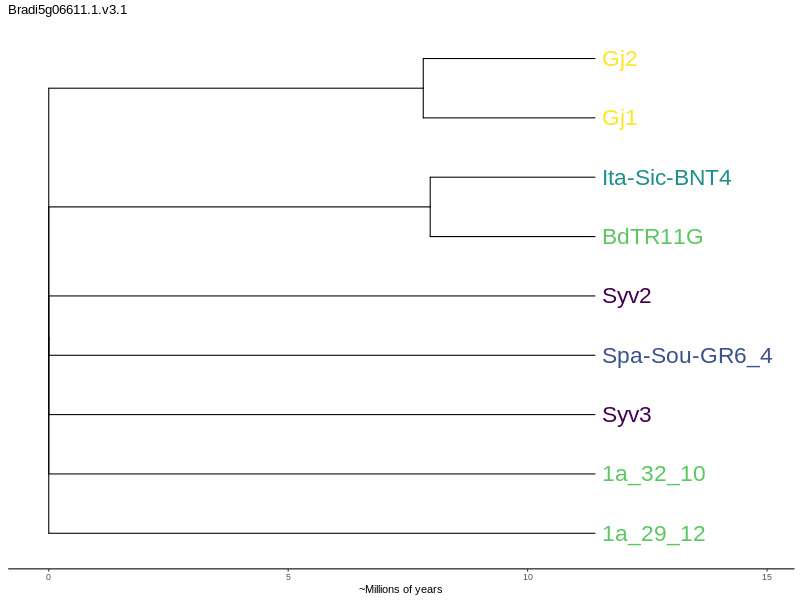 Bradi5g06611.1.v3.1
Gj2
Gj1
Ita-Sic-BNT4
BdTR11G
Syv2
Spa-Sou-GR6_4
Syv3
1a_32_10
1a_29_12
0 5 10 15
~Millions of years